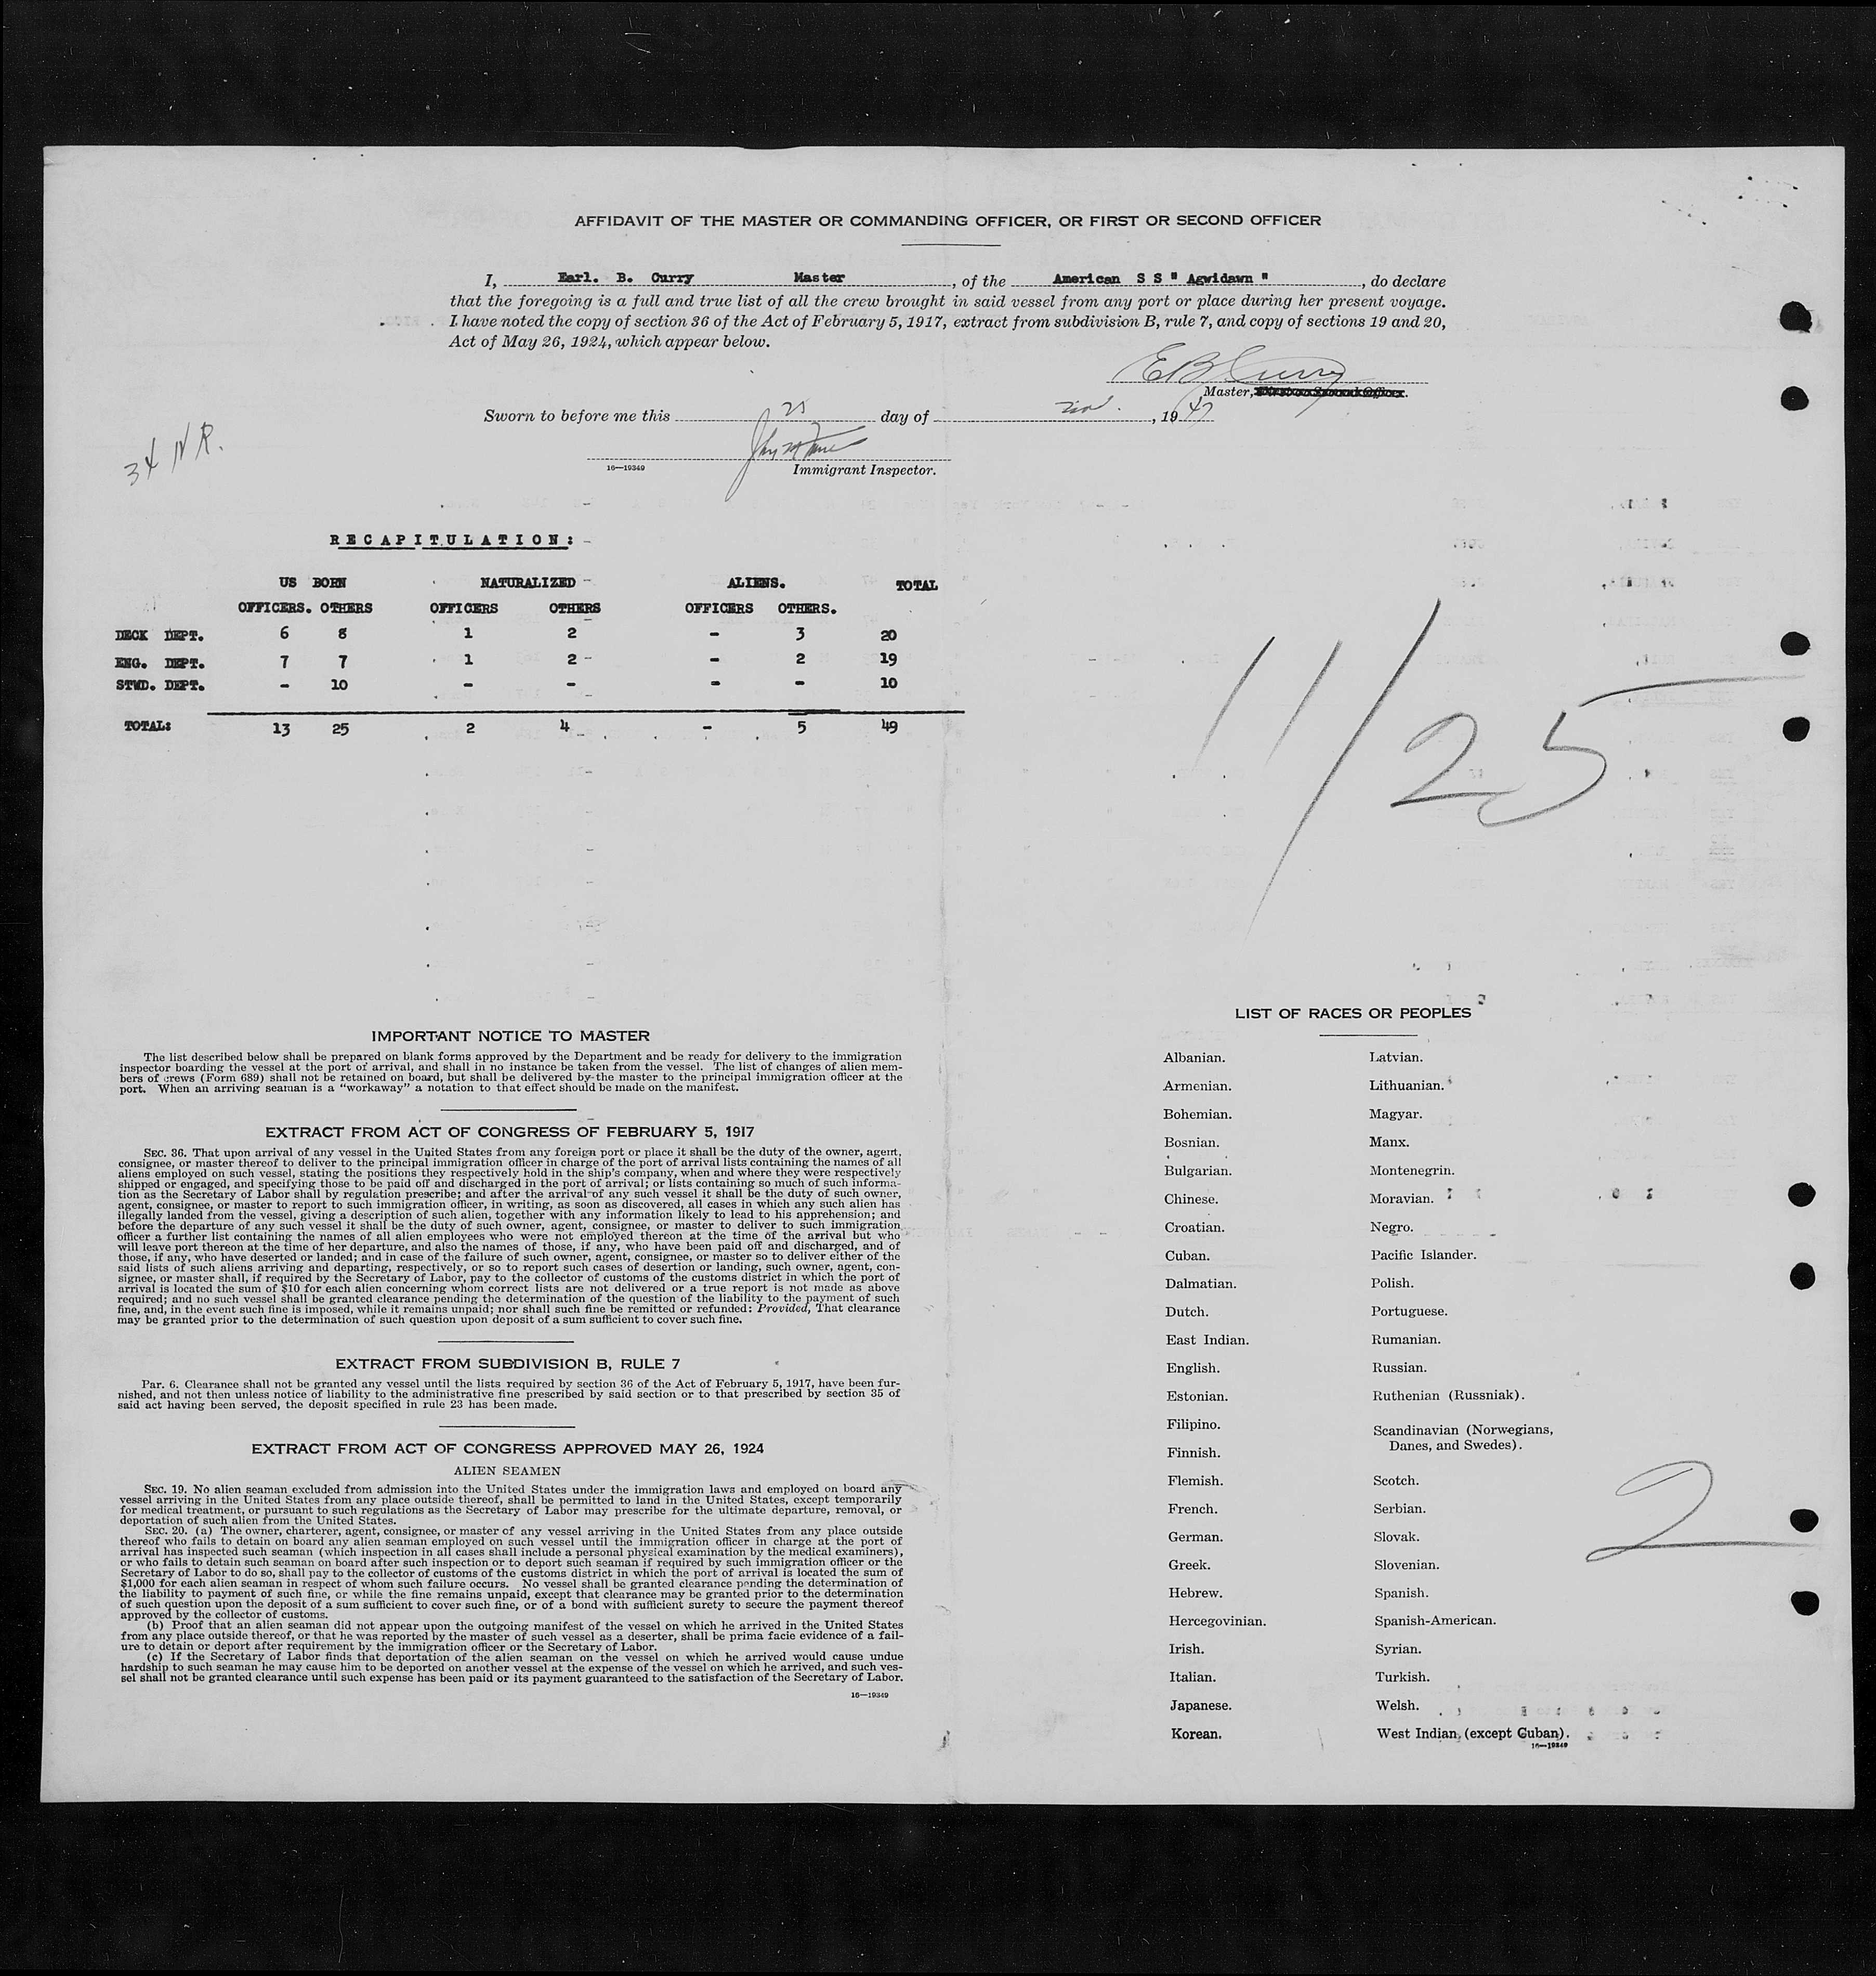 AFFIDAVIT OF THE MASTER OR COMMANDING OFFICER, OR FIRST OR SECOND OFFICER
I, Earl. B. Curry Master, of the American S S " Agwidawn ", do declare
that the foregoing is a full and true list of all the crew brought in said vessel from any port or place during her present voyage.
I have noted the copy of section 36 of the Act of February 5, 1917, extract from subdivision B, rule 7, and copy of sections 19 and 20,
Act of May 26, 1924, which appear below.
E B Curry
Master,
Sworn to before me this 25 day of Nov. , 1947
16—19349 Immigrant Inspector.
34 NR.
RECAPITULATION:
US BORN NATURALIZED ALIENS. TOTAL
OFFICERS. OTHERS OFFICERS OTHERS OFFICERS OTHERS.
DECK DEPT. 6 8 1 2 - 3 20
ENG. DEPT. 7 7 1 2 - 2 19
STWD. DEPT. - 10 - - - - 10
TOTAL: 13 25 2 4 - 5 49
11/25
IMPORTANT NOTICE TO MASTER
The list described below shall be prepared on blank forms approved by the Department and be ready for delivery to the immigration
inspector boarding the vessel at the port of arrival, and shall in no instance be taken from the vessel. The list of changes of alien mem-
bers of crews (Form 689) shall not be retained on board, but shall be delivered by the master to the principal immigration officer at the
port. When an arriving seaman is a “workaway” a notation to that effect should be made on the manifest.
EXTRACT FROM ACT OF CONGRESS OF FEBRUARY 5, 1917
SEC. 36. That upon arrival of any vessel in the United States from any foreign port or place it shall be the duty of the owner, agent,
consignee, or master thereof to deliver to the principal immigration officer in charge of the port of arrival lists containing the names of all
aliens employed on such vessel, stating the positions they respectively hold in the ship's company, when and where they were respectively
shipped or engaged, and specifying those to be paid off and discharged in the port of arrival; or lists containing so much of such informa-
tion as the Secretary of Labor shall by regulation prescribe; and after the arrival of any such vessel it shall be the duty of such owner,
agent, consignee, or master to report to such immigration officer, in writing, as soon as discovered, all cases in which any such alien has
illegally landed from the vessel, giving a description of such alien, together with any information likely to lead to his apprehension; and
before the departure of any such vessel it shall be the duty of such owner, agent, consignee, or master to deliver to such immigration
officer a further list containing the names of all alien employees who were not employed thereon at the time of the arrival but who
will leave port thereon at the time of her departure, and also the names of those, if any, who have been paid off and discharged, and of
those, if any, who have deserted or landed; and in case of the failure of such owner, agent, consignee, or master so to deliver either of the
said lists of such aliens arriving and departing, respectively, or so to report such cases of desertion or landing, such owner, agent, con-
signee, or master shall, if required by the Secretary of Labor, pay to the collector of customs of the customs district in which the port of
arrival is located the sum of $10 for each alien concerning whom correct lists are not delivered or a true report is not made as above
required; and no such vessel shall be granted clearance pending the determination of the question of the liability to the payment of such
fine, and, in the event such fine is imposed, while it remains unpaid; nor shall such fine be remitted or refunded: Provided, That clearance
may be granted prior to the determination of such question upon deposit of a sum sufficient to cover such fine.
EXTRACT FROM SUBDIVISION B, RULE 7
Par. 6. Clearance shall not be granted any vessel until the lists required by section 36 of the Act of February 5, 1917, have been fur-
nished, and not then unless notice of liability to the administrative fine prescribed by said section or to that prescribed by section 35 of
said act having been served, the deposit specified in rule 23 has been made.
EXTRACT FROM ACT OF CONGRESS APPROVED MAY 26, 1924
ALIEN SEAMEN
SEC. 19. No alien seaman excluded from admission into the United States under the immigration laws and employed on board any
vessel arriving in the United States from any place outside thereof, shall be permitted to land in the United States, except temporarily
for medical treatment, or pursuant to such regulations as the Secretary of Labor may prescribe for the ultimate departure, removal, or
deportation of such alien from the United States.
SEC. 20. (a) The owner, charterer, agent, consignee, or master of any vessel arriving in the United States from any place outside
thereof who fails to detain on board any alien seaman employed on such vessel until the immigration officer in charge at the port of
arrival has inspected such seaman (which inspection in all cases shall include a personal physical examination by the medical examiners),
or who fails to detain such seaman on board after such inspection or to deport such seaman if required by such immigration officer or the
Secretary of Labor to do so, shall pay to the collector of customs of the customs district in which the port of arrival is located the sum of
$1,000 for each alien seaman in respect of whom such failure occurs. No vessel shall be granted clearance pending the determination of
the liability to payment of such fine, or while the fine remains unpaid, except that clearance may be granted prior to the determination
of such question upon the deposit of a sum sufficient to cover such fine, or of a bond with sufficient surety to secure the payment thereof
approved by the collector of customs.
(b) Proof that an alien seaman did not appear upon the outgoing manifest of the vessel on which he arrived in the United States
from any place outside thereof, or that he was reported by the master of such vessel as a deserter, shall be prima facie evidence of a fail-
ure to detain or deport after requirement by the immigration officer or the Secretary of Labor.
(c) If the Secretary of Labor finds that deportation of the alien seaman on the vessel on which he arrived would cause undue
hardship to such seaman he may cause him to be deported on another vessel at the expense of the vessel on which he arrived, and such ves-
sel shall not be granted clearance until such expense has been paid or its payment guaranteed to the satisfaction of the Secretary of Labor.
16—19349
LIST OF RACES OR PEOPLES
Albanian. Latvian.
Armenian. Lithuanian.
Bohemian. Magyar.
Bosnian. Manx.
Bulgarian. Montenegrin.
Chinese. Moravian.
Croatian. Negro.
Cuban. Pacific Islander.
Dalmatian. Polish.
Dutch. Portuguese.
East Indian. Rumanian.
English. Russian.
Estonian. Ruthenian (Russniak).
Filipino. Scandinavian (Norwegians,
Danes, and Swedes).
Finnish.
Flemish. Scotch.
French. Serbian.
German. Slovak.
Greek. Slovenian.
Hebrew. Spanish.
Hercegovinian. Spanish-American.
Irish. Syrian.
Italian. Turkish.
Japanese. Welsh.
Korean. West Indian (except Cuban).
16—19349
2